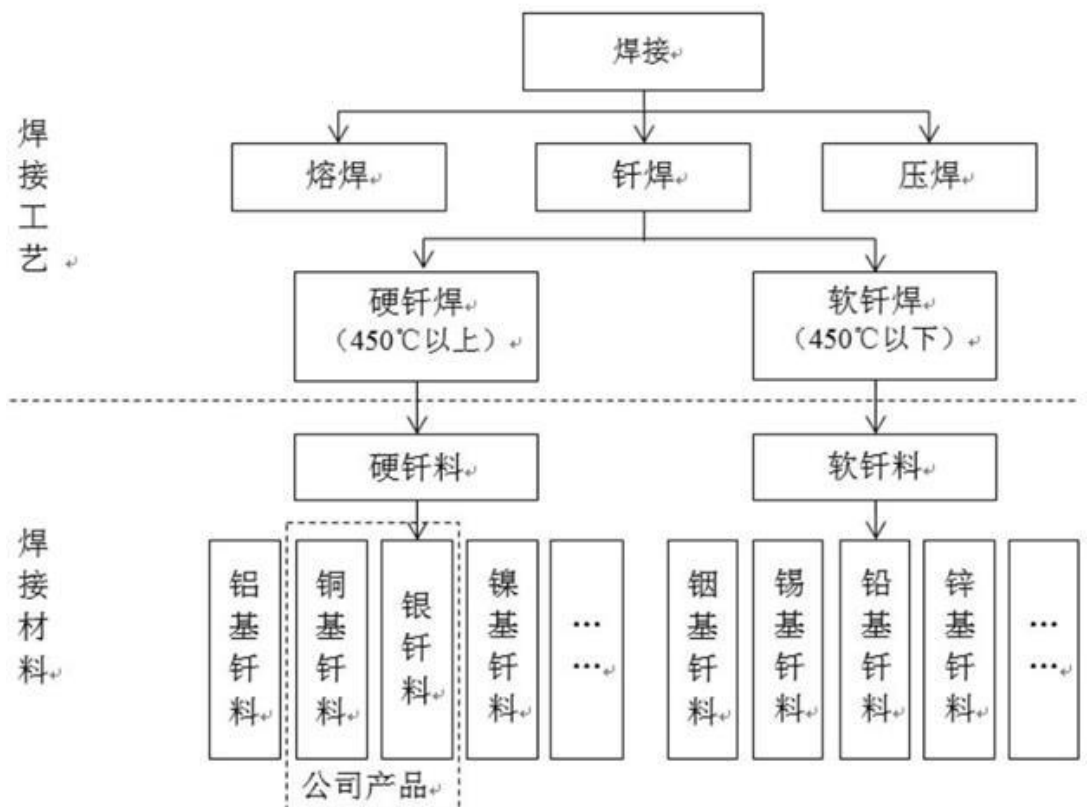 焊接
焊接工艺
熔焊
钎焊
压焊
硬钎焊
（450℃以上）
软钎焊
（450℃以下）
硬钎料
软钎料
焊接材料
铝基钎料
铜基钎料
银钎料
镍基钎料
……
铟基钎料
锡基钎料
铅基钎料
锌基钎料
……
公司产品